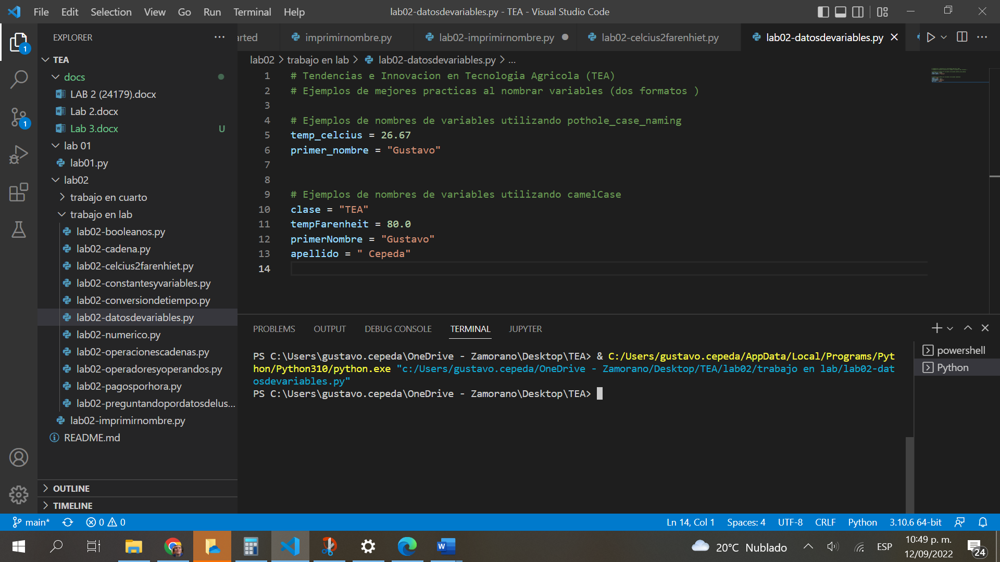 File Edit Selection View Go Run Terminal Help
lab02-datosdevariables.py - TEA - Visual Studio Code
EXPLORER
arted
imprimirnombre.py
lab02-imprimirnombre.py
lab02-celcius2farenhiet.py
lab02-datosdevariables.py
1
TEA
docs
LAB 2 (24179).docx
Lab 2.docx
Lab 3.docx U
lab 01
lab01.py
lab02
trabajo en cuarto
trabajo en lab
lab02-booleanos.py
lab02-cadena.py
lab02-celcius2farenhiet.py
lab02-constantesyvariables.py
lab02-conversiondetiempo.py
lab02-datosdevariables.py
lab02-numerico.py
lab02-operacionescadenas.py
lab02-operadoresyoperandos.py
lab02-pagosporhora.py
lab02-preguntandopordatosdelus...
lab02-imprimirnombre.py
README.md
OUTLINE
TIMELINE
1
lab02 > trabajo en lab > lab02-datosdevariables.py > ...
1 # Tendencias e Innovacion en Tecnologia Agricola (TEA)
2 # Ejemplos de mejores practicas al nombrar variables (dos formatos )
3
4 # Ejemplos de nombres de variables utilizando pothole_case_naming
5 temp_celcius = 26.67
6 primer_nombre = "Gustavo"
7
8
9 # Ejemplos de nombres de variables utilizando camelCase
10 clase = "TEA"
11 tempFarenheit = 80.0
12 primerNombre = "Gustavo"
13 apellido = " Cepeda"
14
PROBLEMS OUTPUT DEBUG CONSOLE TERMINAL JUPYTER
PS C:\Users\gustavo.cepeda\OneDrive - Zamorano\Desktop\TEA> & C:/Users/gustavo.cepeda/AppData/Local/Programs/Pyt
hon/Python310/python.exe "c:/Users/gustavo.cepeda/OneDrive - Zamorano/Desktop/TEA/lab02/trabajo en lab/lab02-dat
osdevariables.py"
PS C:\Users\gustavo.cepeda\OneDrive - Zamorano\Desktop\TEA>
powershell
Python
main* 0 0
Ln 14, Col 1 Spaces: 4 UTF-8 CRLF Python 3.10.6 64-bit
20°C Nublado
ESP
10:49 p. m.
12/09/2022
24